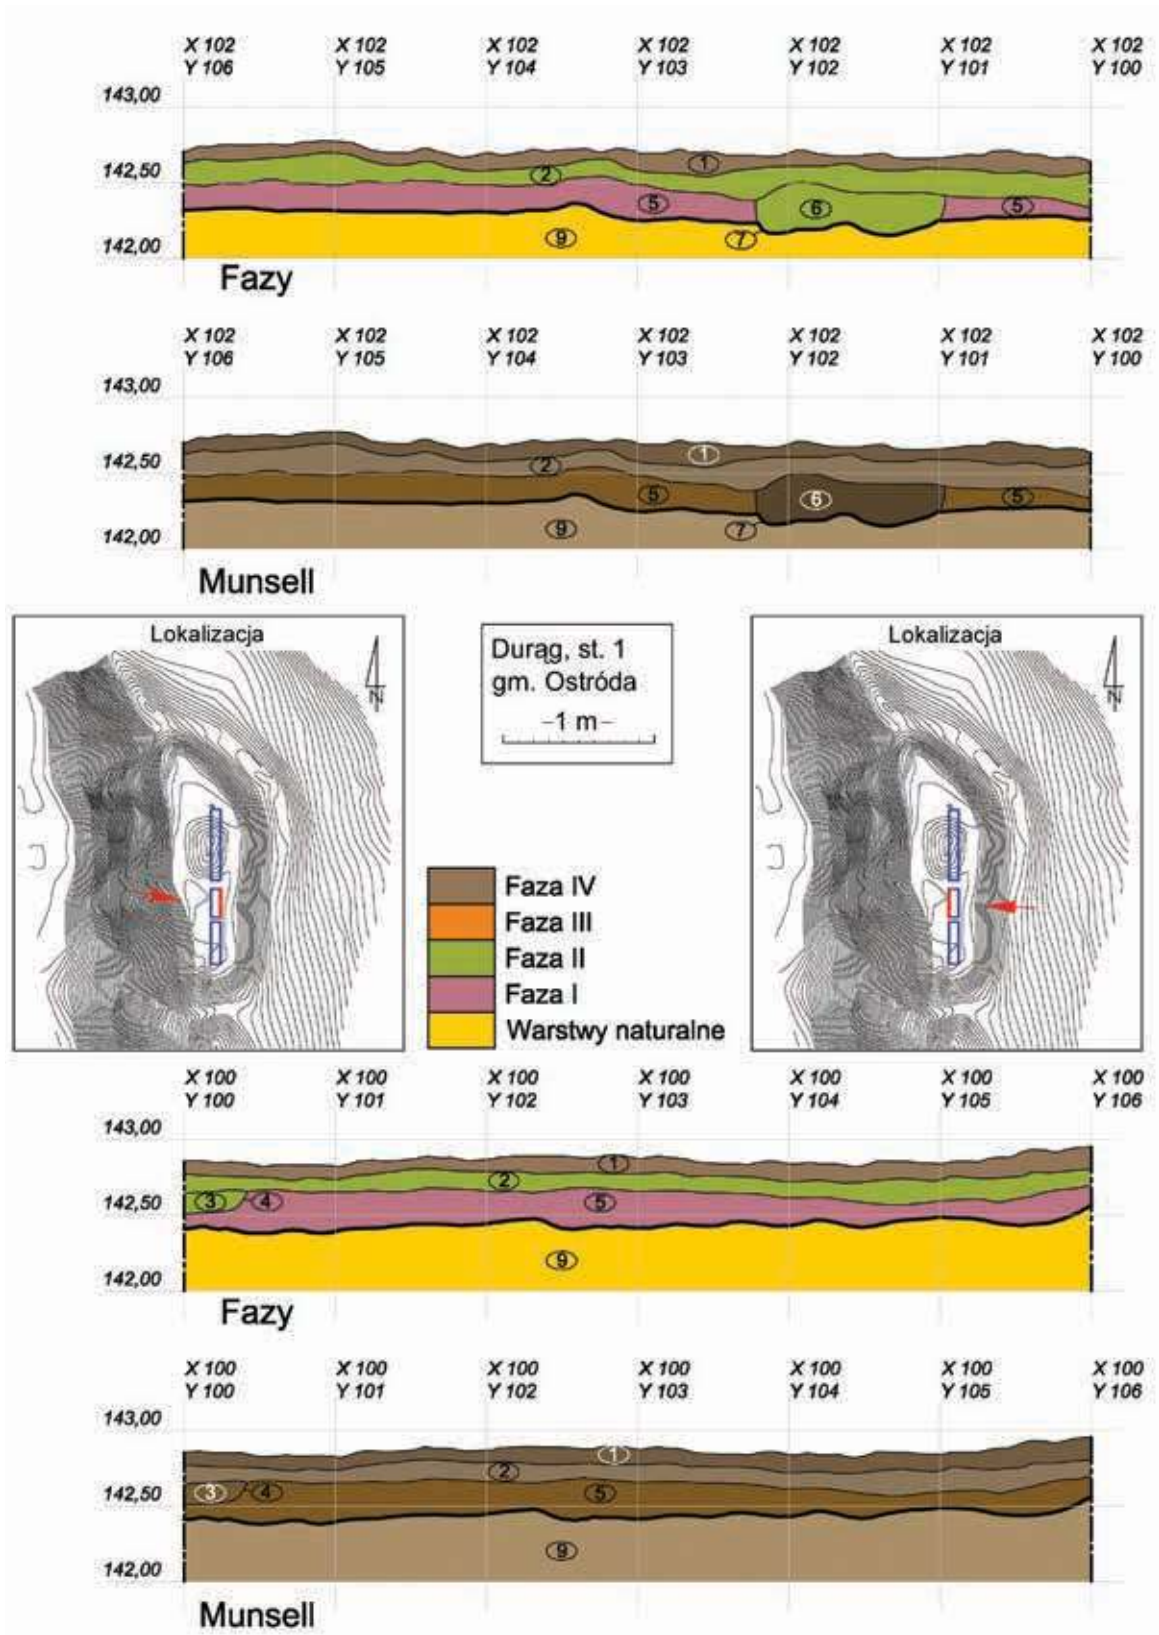 X 102 X 102 X 102 X 102 X 102 X 102 X 102
Y 106 Y 105 Y 104 Y 103 Y 102 Y 101 Y 100
143,00
1
142,50
2
5 6 5
142,00
9 7
Fazy
X 102 X 102 X 102 X 102 X 102 X 102 X 102
Y 106 Y 105 Y 104 Y 103 Y 102 Y 101 Y 100
143,00
1
142,50
2
5 6 5
142,00
9 7
Munsell
Lokalizacja
N
Durąg, st. 1
gm. Ostróda
–1 m–
Lokalizacja
N
Faza IV
Faza III
Faza II
Faza I
Warstwy naturalne
X 100 X 100 X 100 X 100 X 100 X 100 X 100
Y 100 Y 101 Y 102 Y 103 Y 104 Y 105 Y 106
143,00
1
2
142,50
3 4 5
9
142,00
Fazy
X 100 X 100 X 100 X 100 X 100 X 100 X 100
Y 100 Y 101 Y 102 Y 103 Y 104 Y 105 Y 106
143,00
1
2
142,50
3 4 5
9
142,00
Munsell